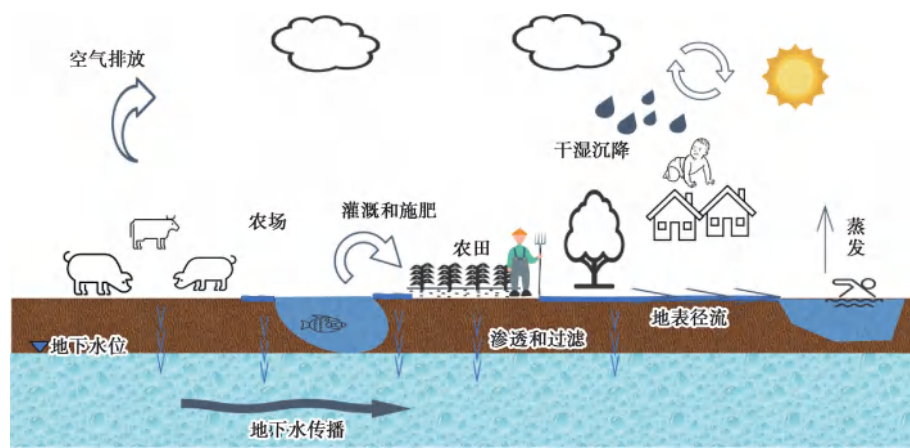 空气排放
干湿沉降
农场
灌溉和施肥
农田
蒸发
地表径流
渗透和过滤
地下水位
地下水传播